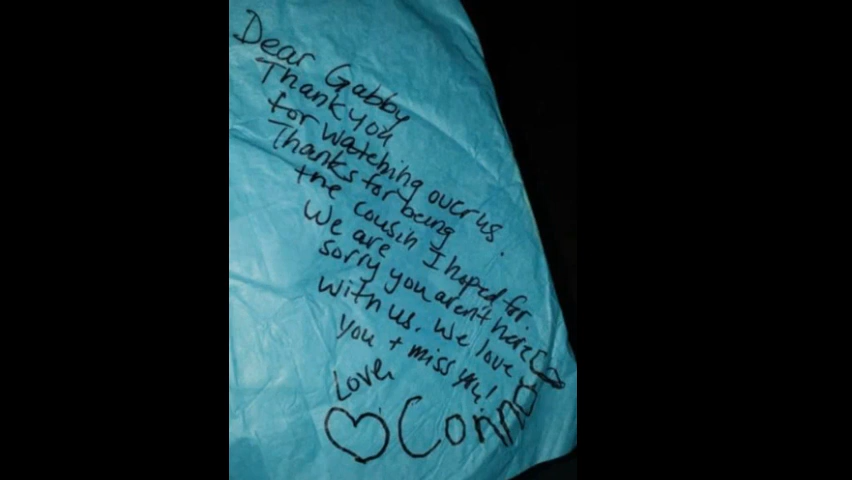 Dear Gabby
Thank you
for watching over us.
Thanks for being
the cousin I hoped for.
We are
sorry you aren't here
with us. We love
you + miss you!
Love,
Connor